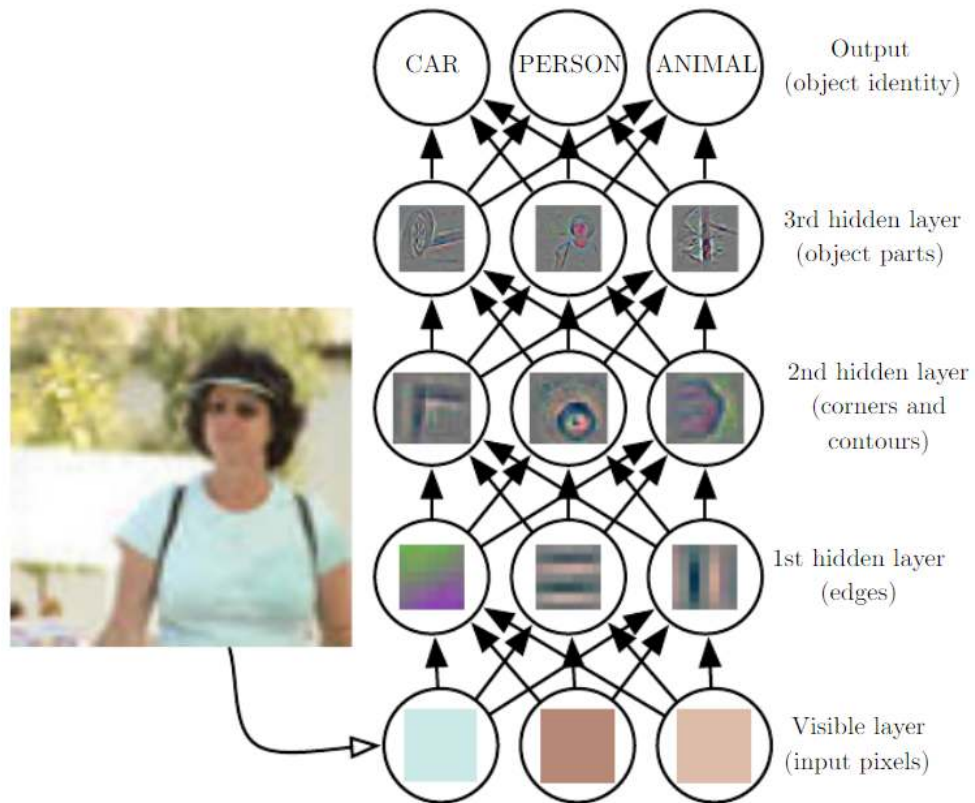 CAR
PERSON
ANIMAL
Output
(object identity)
3rd hidden layer
(object parts)
2nd hidden layer
(corners and
contours)
1st hidden layer
(edges)
Visible layer
(input pixels)